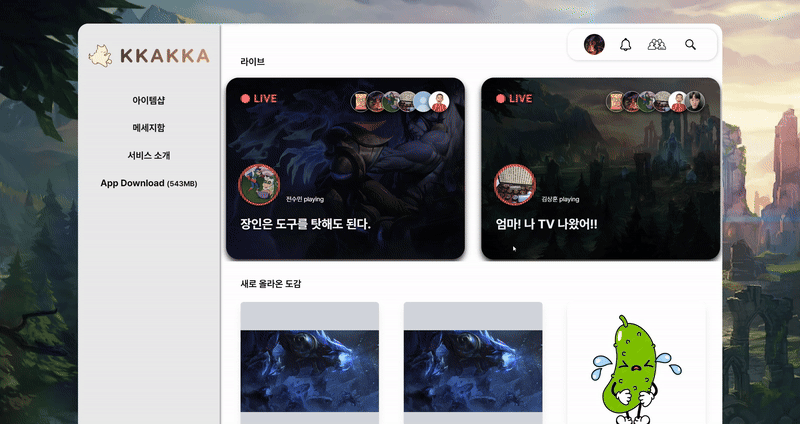 KKAKKA
아이템샵
메세지함
서비스 소개
App Download (543MB)
라이브
LIVE
전수민 playing
장인은 도구를 탓해도 된다.
LIVE
김상훈 playing
엄마! 나 TV 나왔어!!
새로 올라온 도감